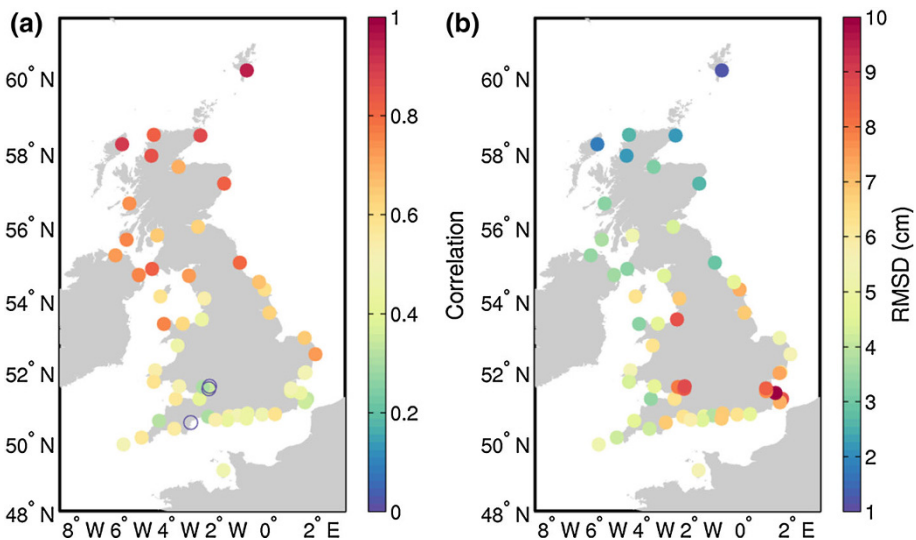 (a)
60° N
58° N
56° N
54° N
52° N
50° N
48° N
8° W 6° W 4° W 2° W 0° 2° E
1
0.8
0.6
0.4
0.2
0
Correlation
(b)
60° N
58° N
56° N
54° N
52° N
50° N
48° N
8° W 6° W 4° W 2° W 0° 2° E
10
9
8
7
6
5
4
3
2
1
RMSD (cm)